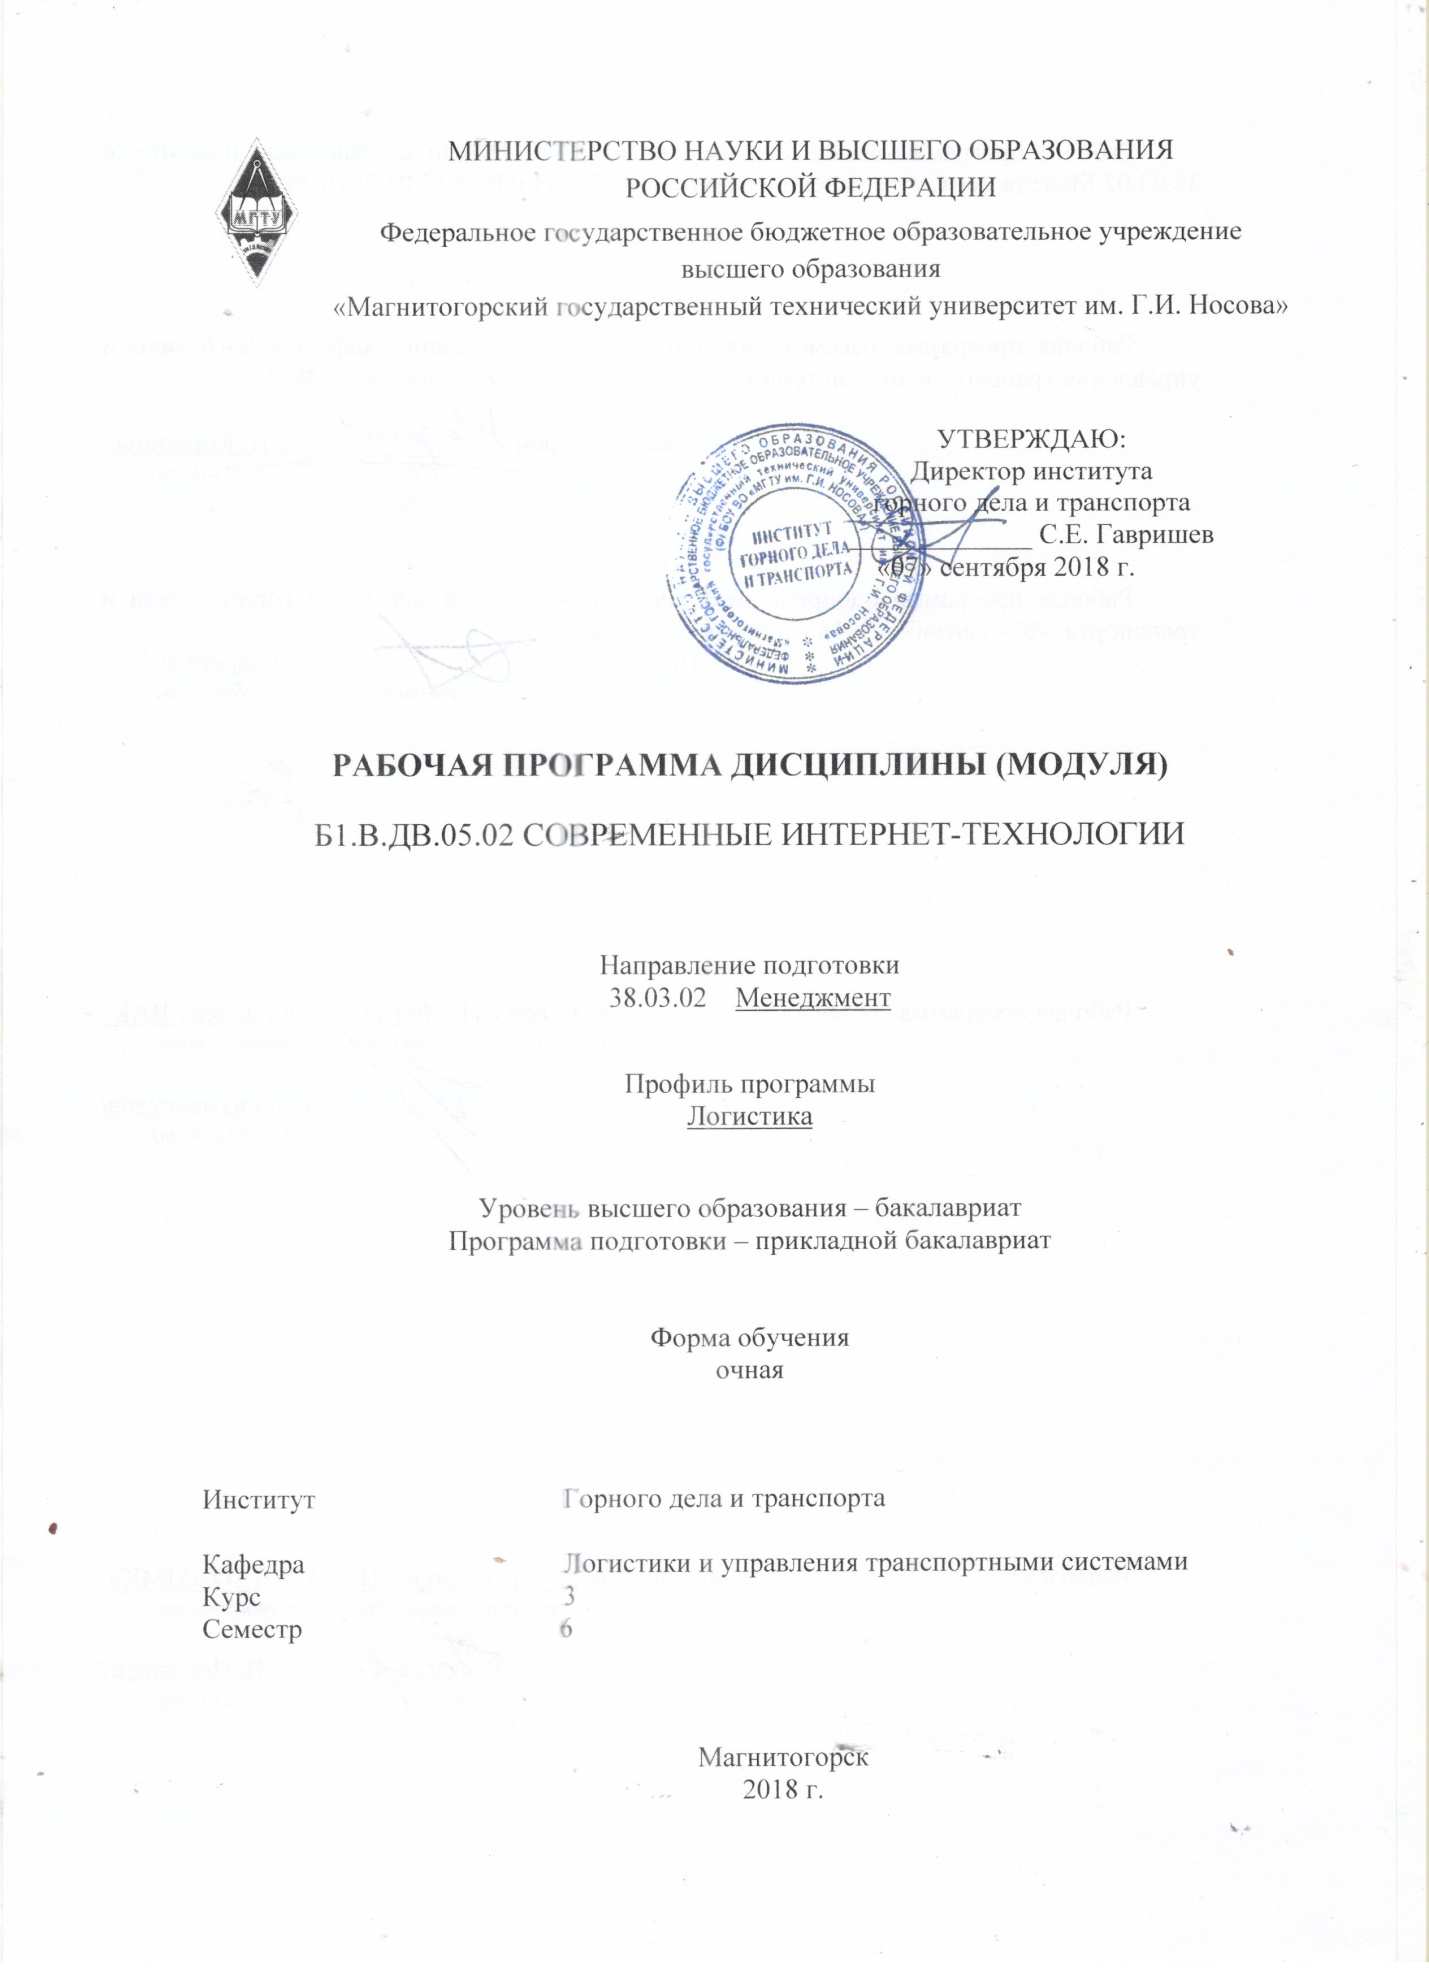 МИНИСТЕРСТВО НАУКИ И ВЫСШЕГО ОБРАЗОВАНИЯ
РОССИЙСКОЙ ФЕДЕРАЦИИ
Федеральное государственное бюджетное образовательное учреждение
высшего образования
«Магнитогорский государственный технический университет им. Г.И. Носова»
МГТУ
УТВЕРЖДАЮ:
Директор института
горного дела и транспорта
С.Е. Гавришев
«07» сентября 2018 г.
ИНСТИТУТ
ГОРНОГО ДЕЛА
И ТРАНСПОРТА
РАБОЧАЯ ПРОГРАММА ДИСЦИПЛИНЫ (МОДУЛЯ)
Б1.В.ДВ.05.02 СОВРЕМЕННЫЕ ИНТЕРНЕТ-ТЕХНОЛОГИИ
Направление подготовки
38.03.02 Менеджмент
Профиль программы
Логистика
Уровень высшего образования – бакалавриат
Программа подготовки – прикладной бакалавриат
Форма обучения
очная
Институт Горного дела и транспорта
Кафедра Логистики и управления транспортными системами
Курс 3
Семестр 6
Магнитогорск
2018 г.